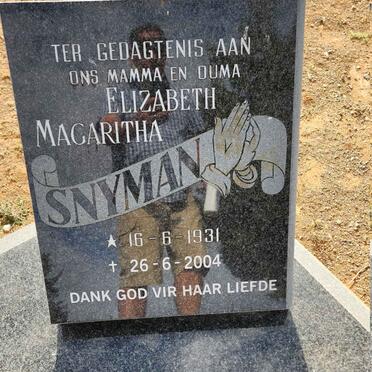 TER GEDAGTENIS AAN
ONS MAMMA EN OUMA
ELIZABETH
MAGARITHA
SNYMAN
★ 16-6-1931
✝ 26-6-2004
DANK GOD VIR HAAR LIEFDE